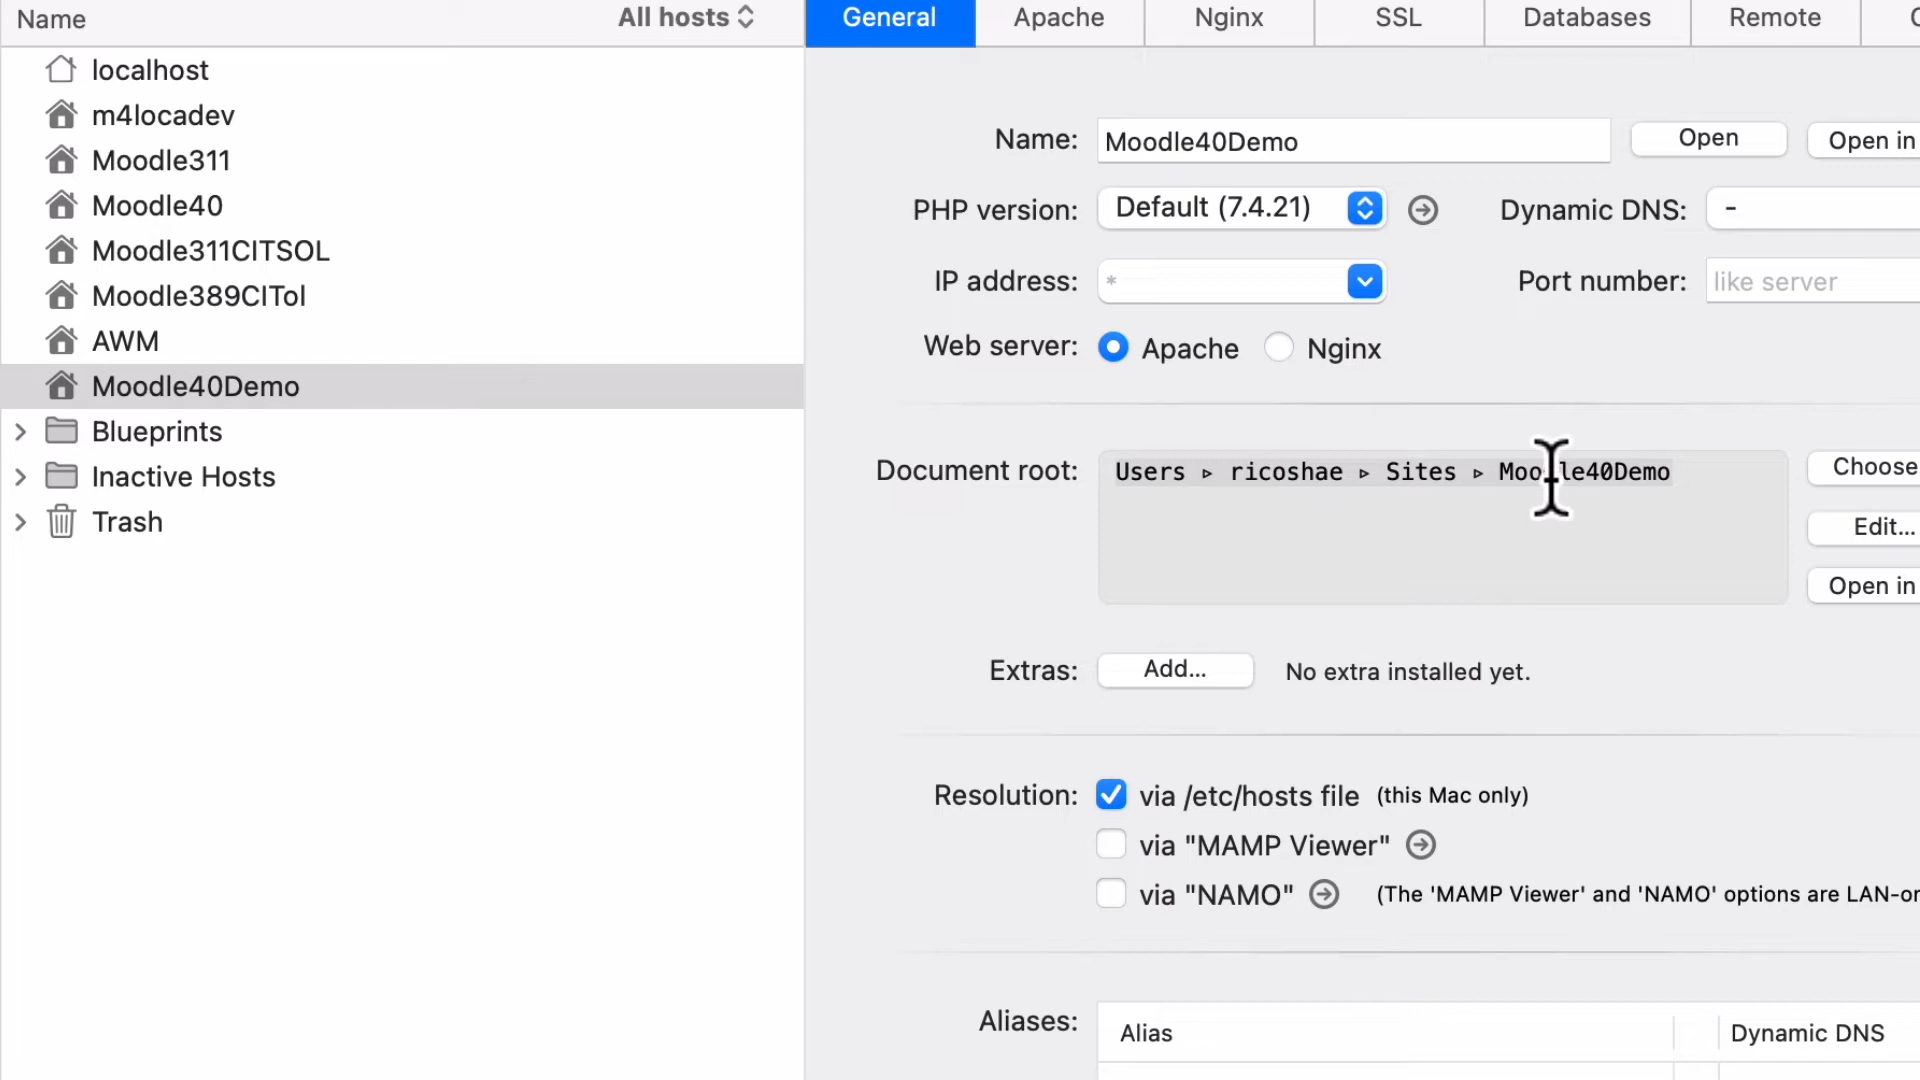 Name All hosts
localhost
m4locadev
Moodle311
Moodle40
Moodle311CITSOL
Moodle389CITol
AWM
Moodle40Demo
Blueprints
Inactive Hosts
Trash
General Apache Nginx SSL Databases Remote
Name: Moodle40Demo Open Open in
PHP version: Default (7.4.21) Dynamic DNS: -
IP address: * Port number: like server
Web server: Apache Nginx
Document root: Users ▹ ricoshae ▹ Sites ▹ Moodle40Demo Choose
Edit...
Open in
Extras: Add... No extra installed yet.
Resolution: via /etc/hosts file (this Mac only)
via "MAMP Viewer"
via "NAMO" (The 'MAMP Viewer' and 'NAMO' options are LAN-
Aliases: Alias Dynamic DNS